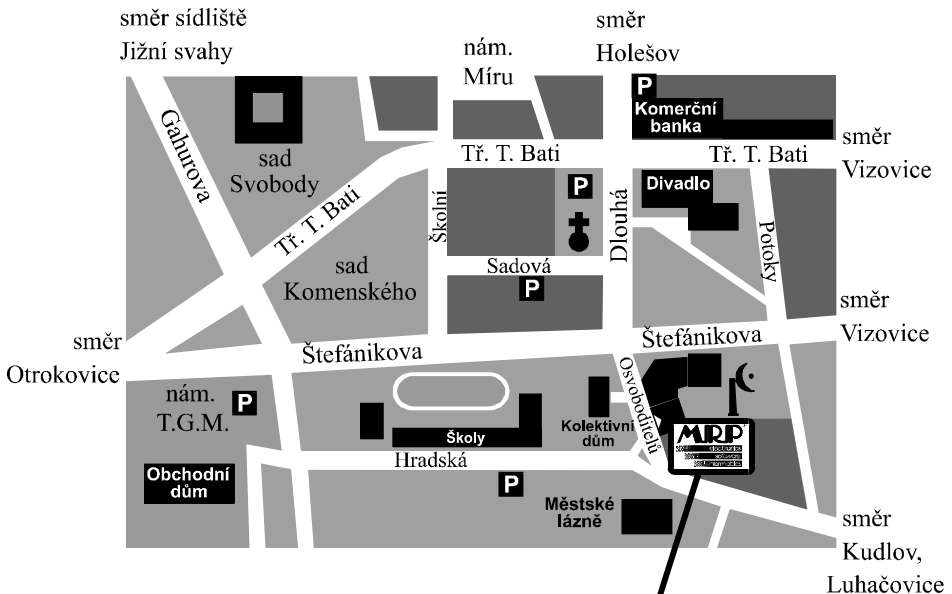 směr sídliště
Jižní svahy
směr
Holešov
nám.
Míru
P
Komerční
banka
Gahurova
sad
Svobody
Tř. T. Bati
Tř. T. Bati
Tř. T. Bati
směr
Vizovice
Školní
P
Dlouhá
Divadlo
Potoky
sad
Komenského
Sadová
P
směr
Vizovice
směr
Otrokovice
Štefánikova
Štefánikova
Osvoboditelů
nám.
T.G.M.
P
Školy
Kolektivní
dům
MRP
Hradská
Obchodní
dům
P
Městské
lázně
směr
Kudlov,
Luhačovice